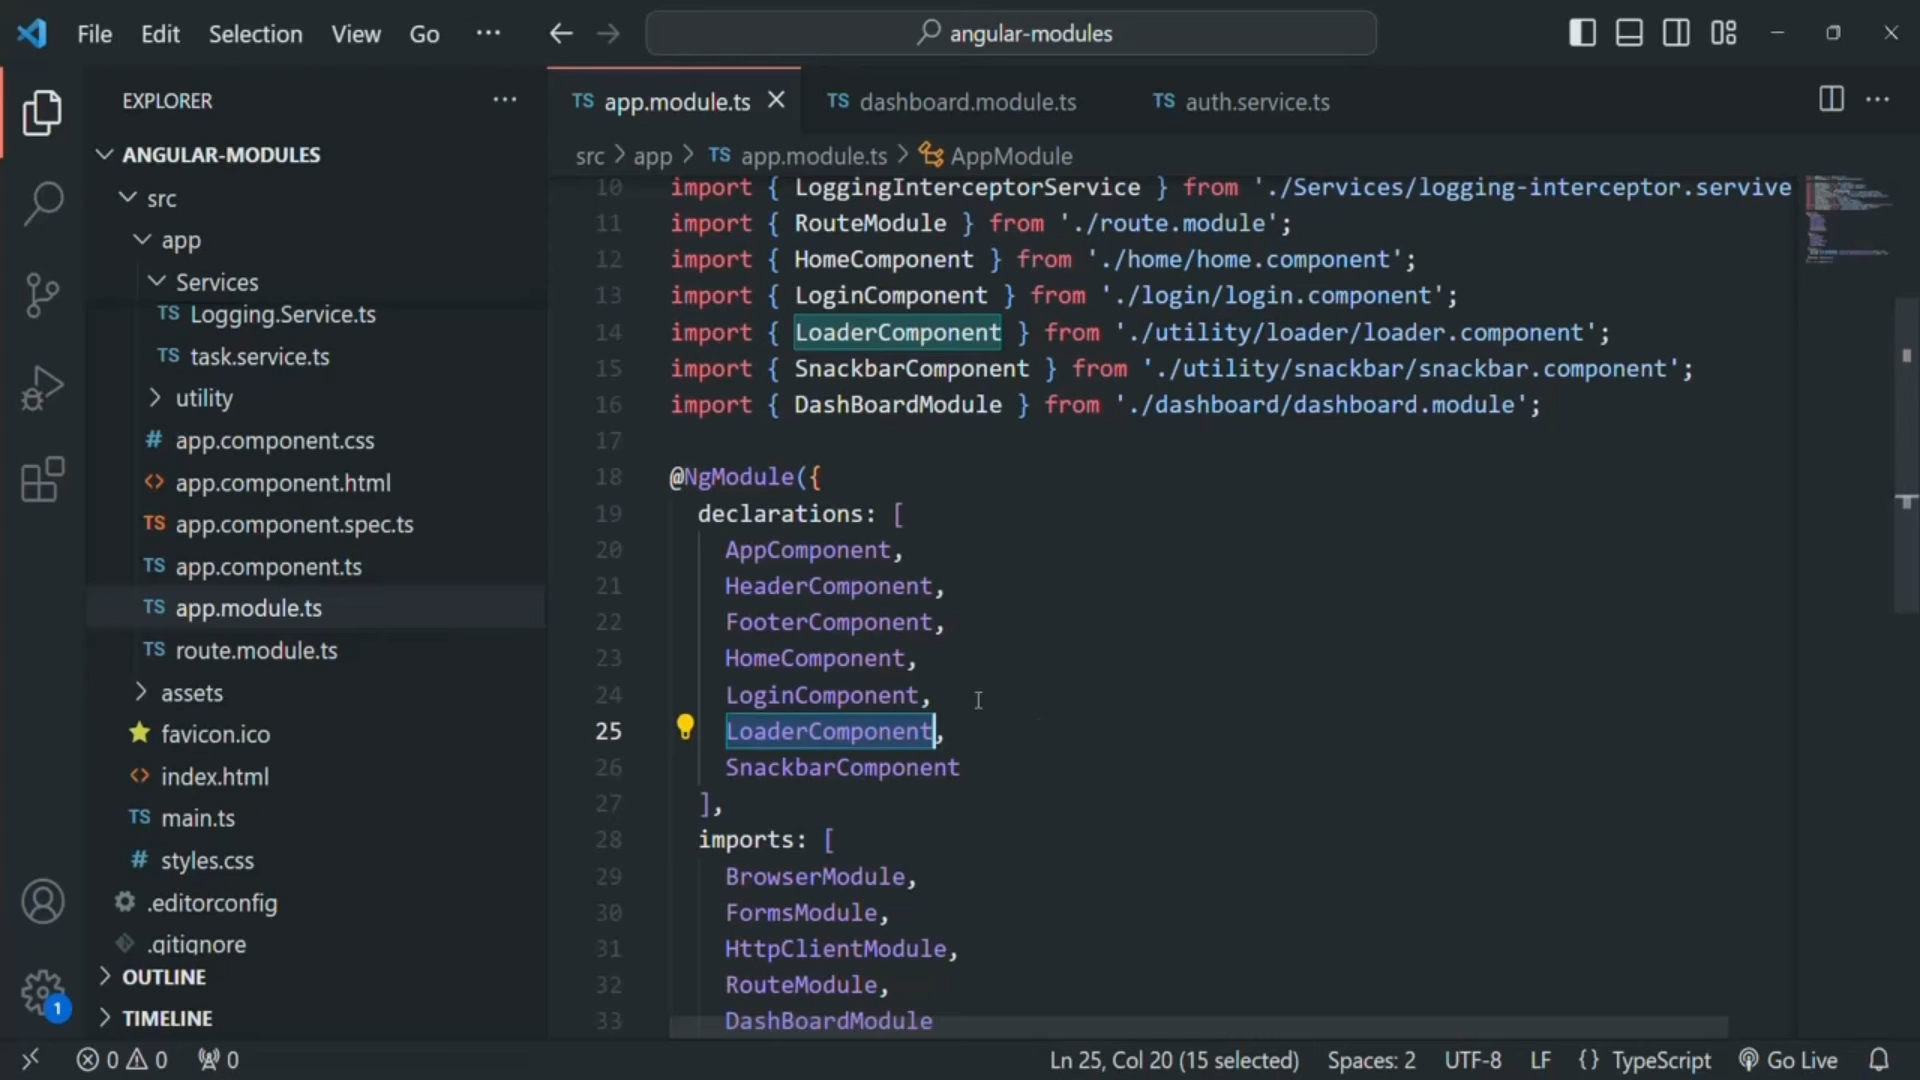 File Edit Selection View Go ···
angular-modules
EXPLORER ···
ANGULAR-MODULES
src
app
Services
TS Logging.Service.ts
TS task.service.ts
utility
# app.component.css
<> app.component.html
TS app.component.spec.ts
TS app.component.ts
TS app.module.ts
TS route.module.ts
assets
favicon.ico
<> index.html
TS main.ts
# styles.css
.editorconfig
.gitignore
OUTLINE
TIMELINE
1
TS app.module.ts
TS dashboard.module.ts
TS auth.service.ts
src > app > TS app.module.ts > AppModule
10 import { LoggingInterceptorService } from './Services/logging-interceptor.servive
11 import { RouteModule } from './route.module';
12 import { HomeComponent } from './home/home.component';
13 import { LoginComponent } from './login/login.component';
14 import { LoaderComponent } from './utility/loader/loader.component';
15 import { SnackbarComponent } from './utility/snackbar/snackbar.component';
16 import { DashBoardModule } from './dashboard/dashboard.module';
17
18 @NgModule({
19 declarations: [
20 AppComponent,
21 HeaderComponent,
22 FooterComponent,
23 HomeComponent,
24 LoginComponent,
25 LoaderComponent,
26 SnackbarComponent
27 ],
28 imports: [
29 BrowserModule,
30 FormsModule,
31 HttpClientModule,
32 RouteModule,
33 DashBoardModule
0 0 0
Ln 25, Col 20 (15 selected) Spaces: 2 UTF-8 LF {} TypeScript Go Live